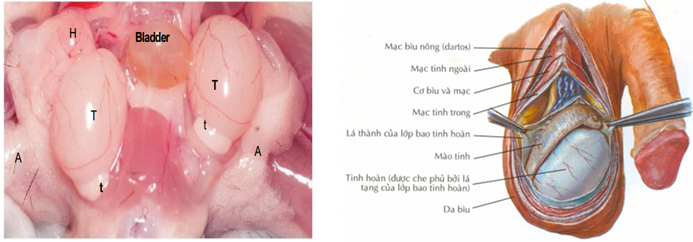 H
Bladder
T
T
t
A
A
t
Mạc bìu nông (dartos)
Mạc tinh ngoài
Cơ bìu và mạc
Mạc tinh trong
Lá thành của lớp bao tinh hoàn
Mào tinh
Tinh hoàn (được che phủ bởi lá
tạng của lớp bao tinh hoàn)
Da bìu